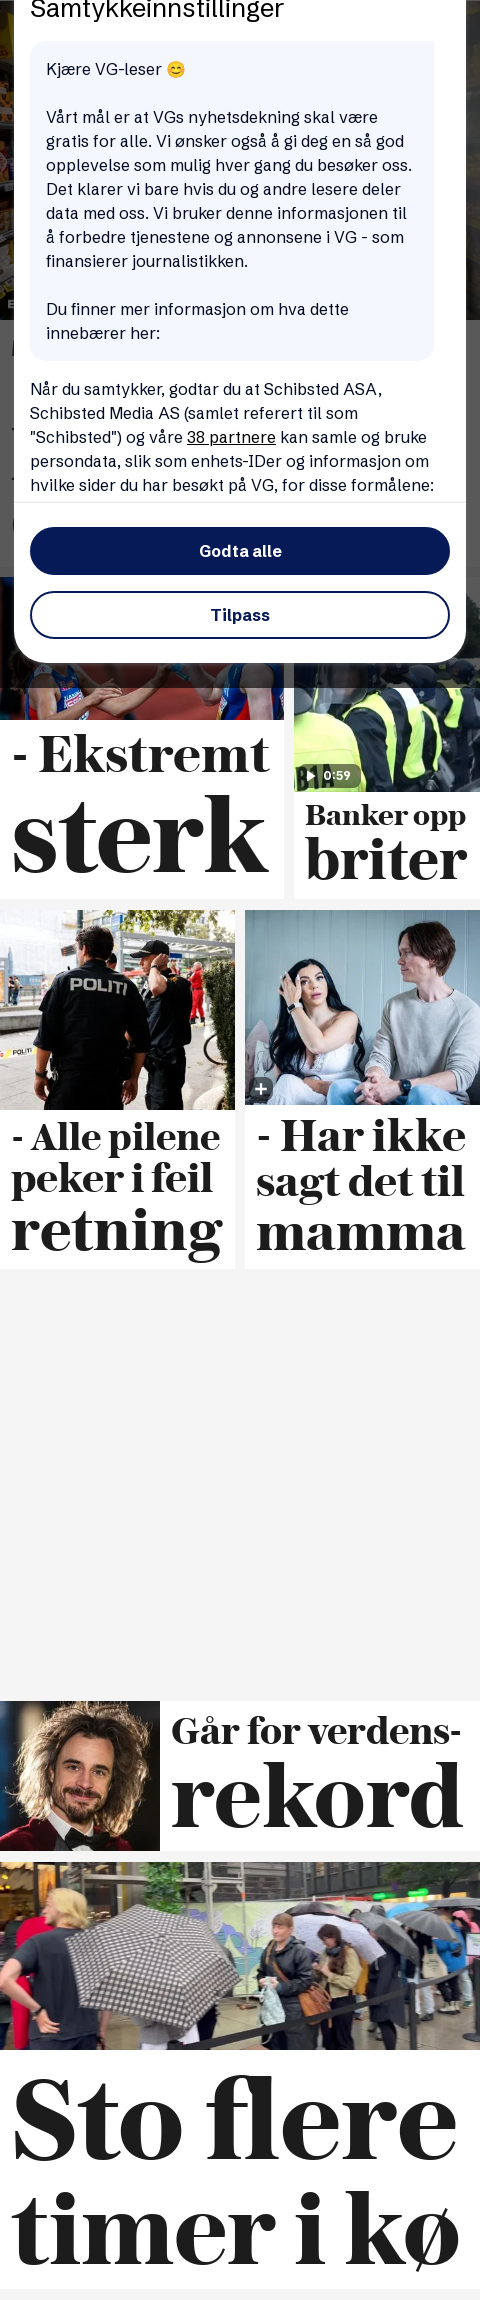 Samtykkeinnstillinger
Kjære VG-leser 😊
Vårt mål er at VGs nyhetsdekning skal være
gratis for alle. Vi ønsker også å gi deg en så god
opplevelse som mulig hver gang du besøker oss.
Det klarer vi bare hvis du og andre lesere deler
data med oss. Vi bruker denne informasjonen til
å forbedre tjenestene og annonsene i VG - som
finansierer journalistikken.
Du finner mer informasjon om hva dette
innebærer her:
Når du samtykker, godtar du at Schibsted ASA,
Schibsted Media AS (samlet referert til som
"Schibsted") og våre 38 partnere kan samle og bruke
persondata, slik som enhets-IDer og informasjon om
hvilke sider du har besøkt på VG, for disse formålene:
Godta alle
Tilpass
0:59
- Ekstremt
sterk
Banker opp
briter
POLITI
POLITI
- Alle pilene
peker i feil
retning
- Har ikke
sagt det til
mamma
Går for verdens-
rekord
Sto flere
timer i kø